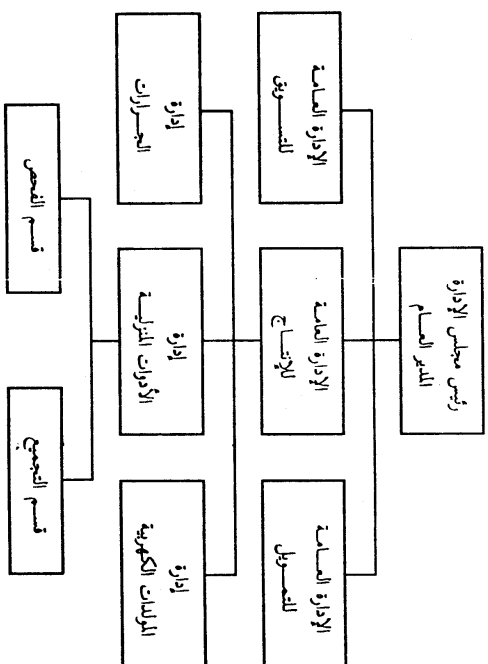 رئيس مجلس الإدارة
المدير العام
الإدارة العامة
للتمويل
الإدارة العامة
للإنتاج
الإدارة العامة
للتسويق
إدارة
المولدات الكهربية
إدارة
الأدوات المنزلية
إدارة
الجرارات
قسم التجميع
قسم الفحص